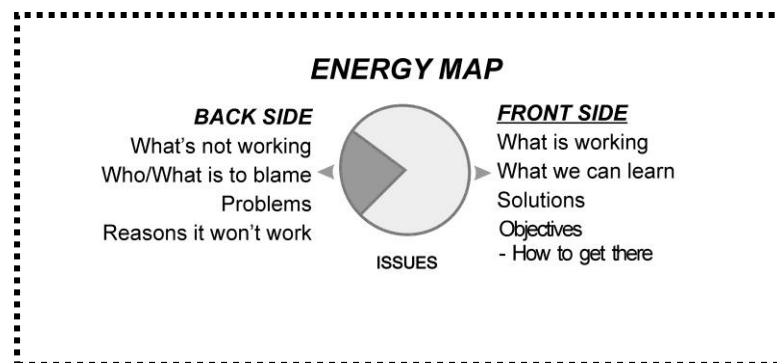 ENERGY MAP
BACK SIDE
What's not working
Who/What is to blame
Problems
Reasons it won't work
FRONT SIDE
What is working
What we can learn
Solutions
Objectives
- How to get there
ISSUES